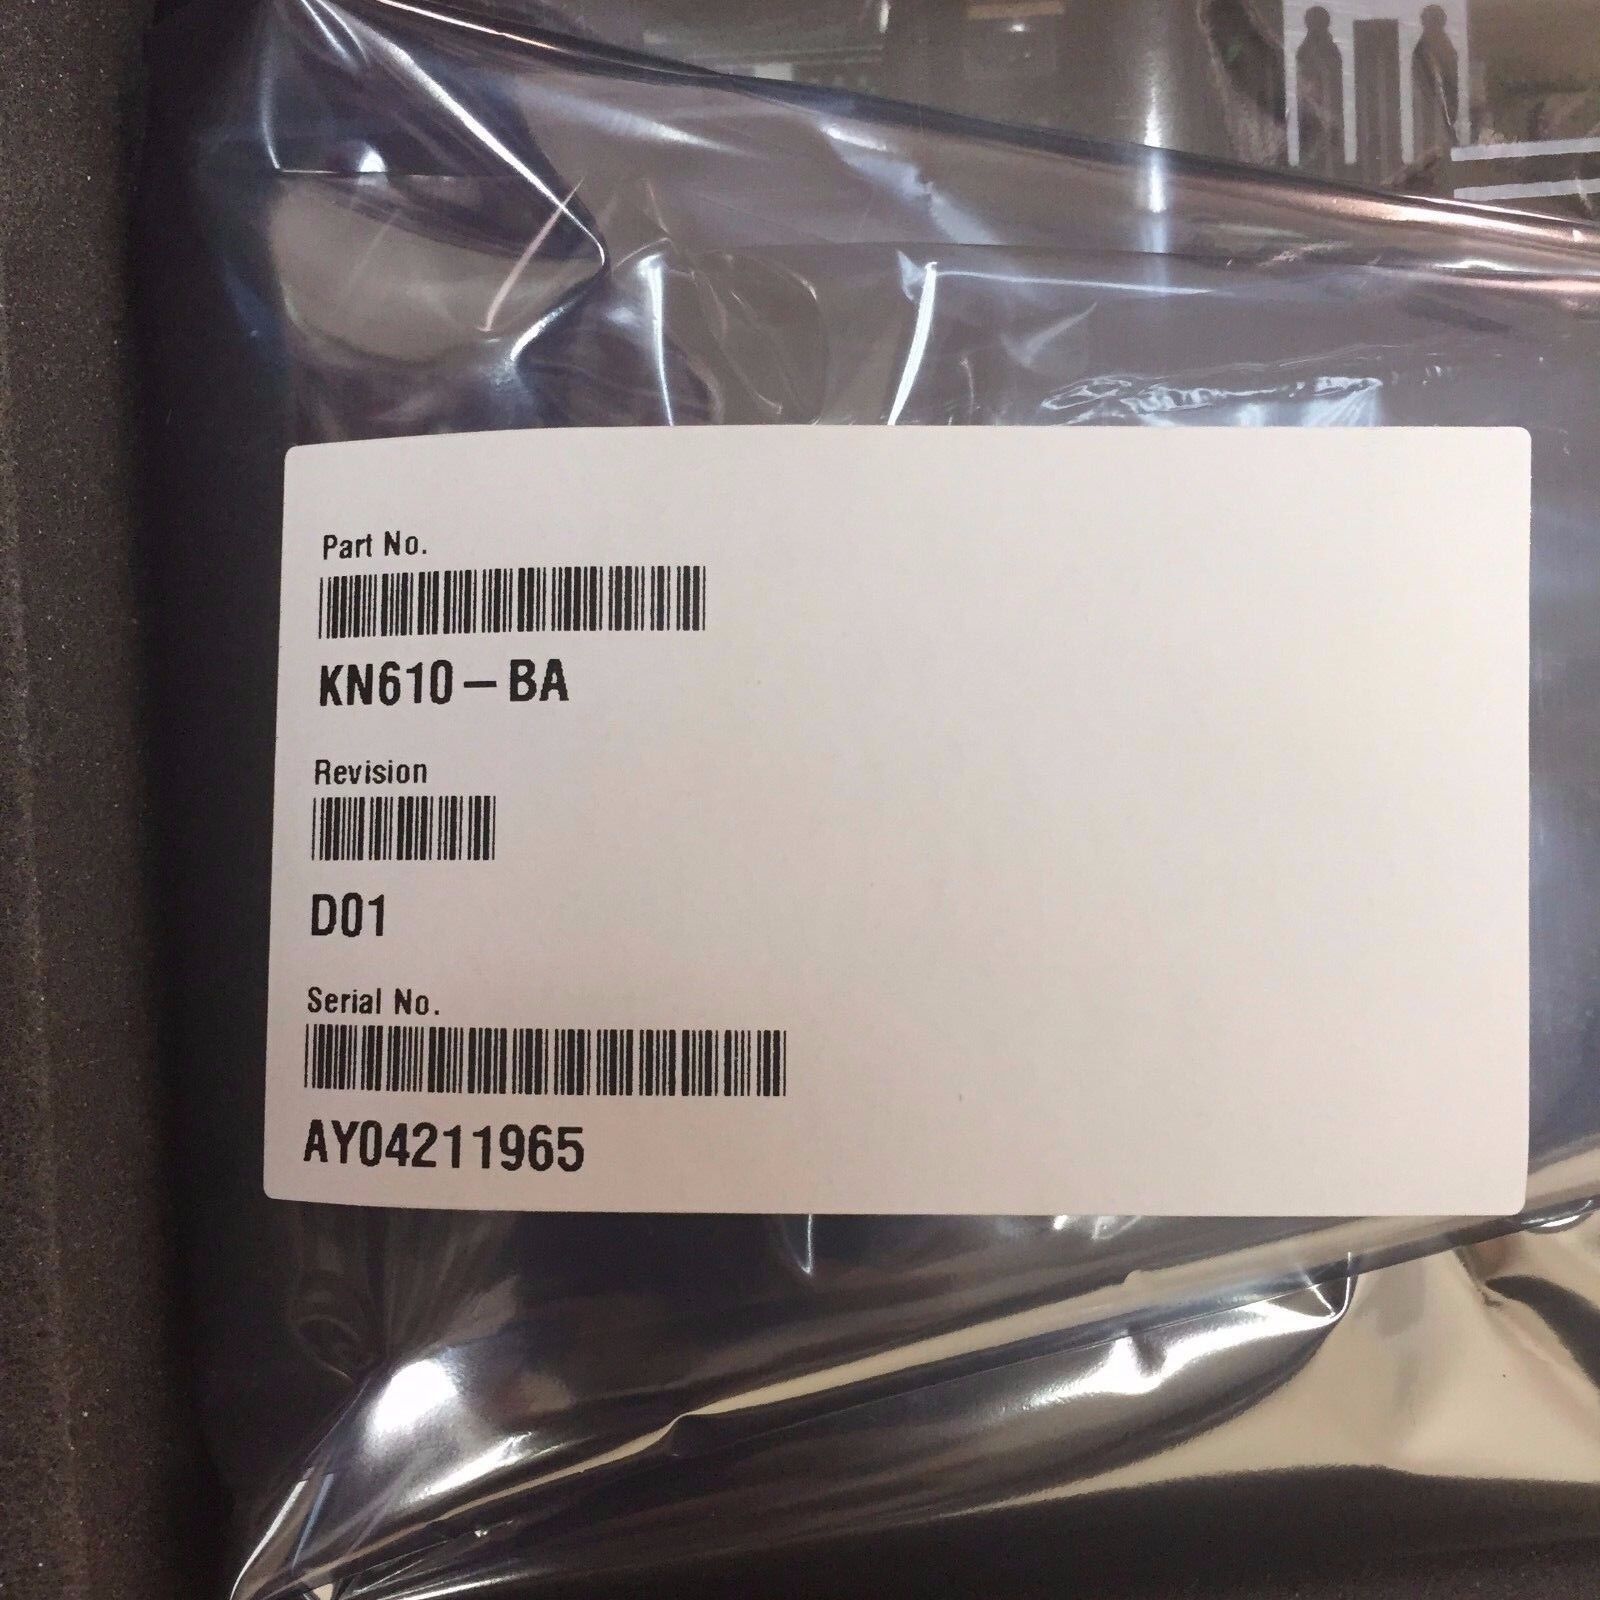 Part No.
KN610-BA
Revision
D01
Serial No.
AY04211965